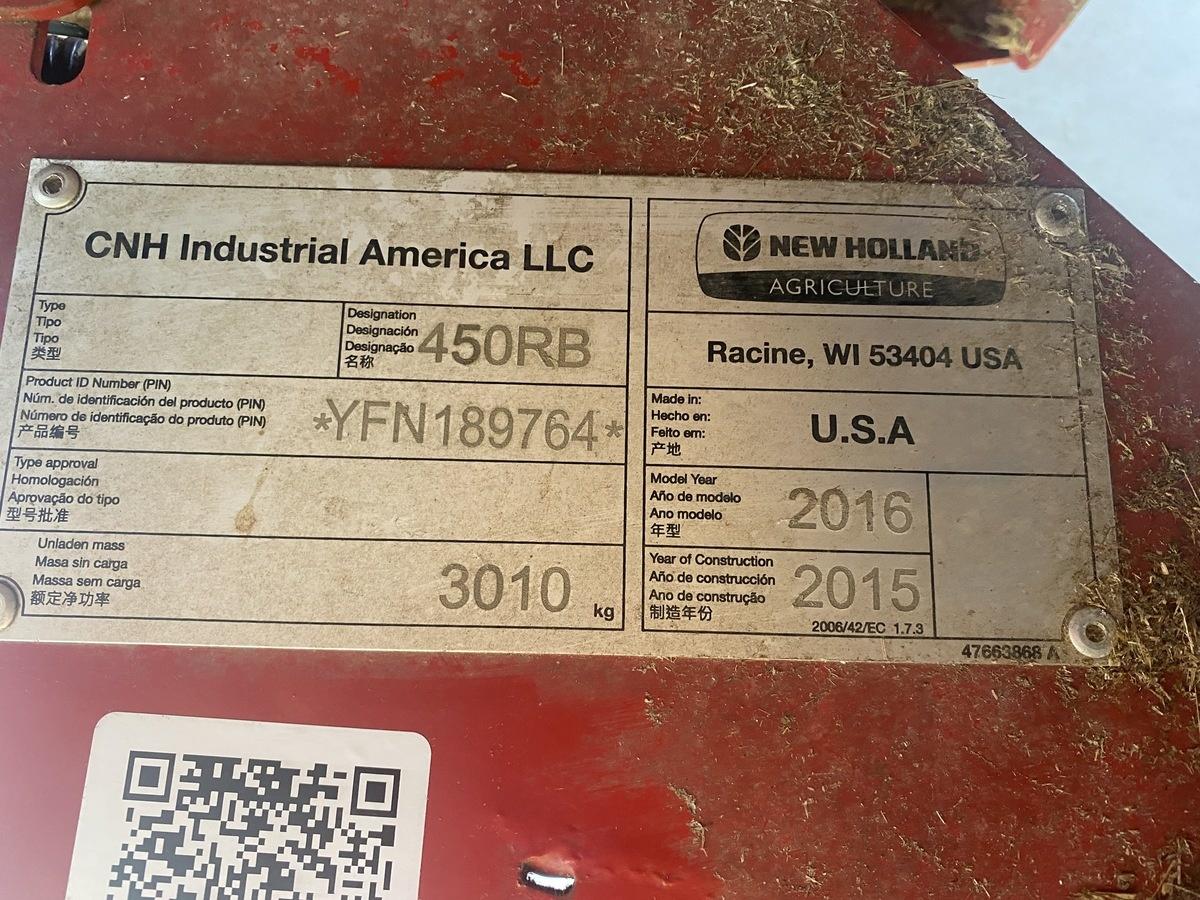 CNH Industrial America LLC
Type
Tipo
Tipo
类型
Designation
Designación
Designação
名称
450RB
Product ID Number (PIN)
Núm. de identificación del producto (PIN)
Número de identificação do produto (PIN)
产品编号
*YFN189764*
Type approval
Homologación
Aprovação do tipo
型号批准
Unladen mass
Masa sin carga
Massa sem carga
额定净功率
3010 kg
NEW HOLLAND
AGRICULTURE
Racine, WI 53404 USA
Made in:
Hecho en:
Feito em:
产地
U.S.A
Model Year
Año de modelo
Ano modelo
年型
2016
Year of Construction
Año de construcción
Ano de construção
制造年份
2015
2006/42/EC 1.7.3
47663868 A